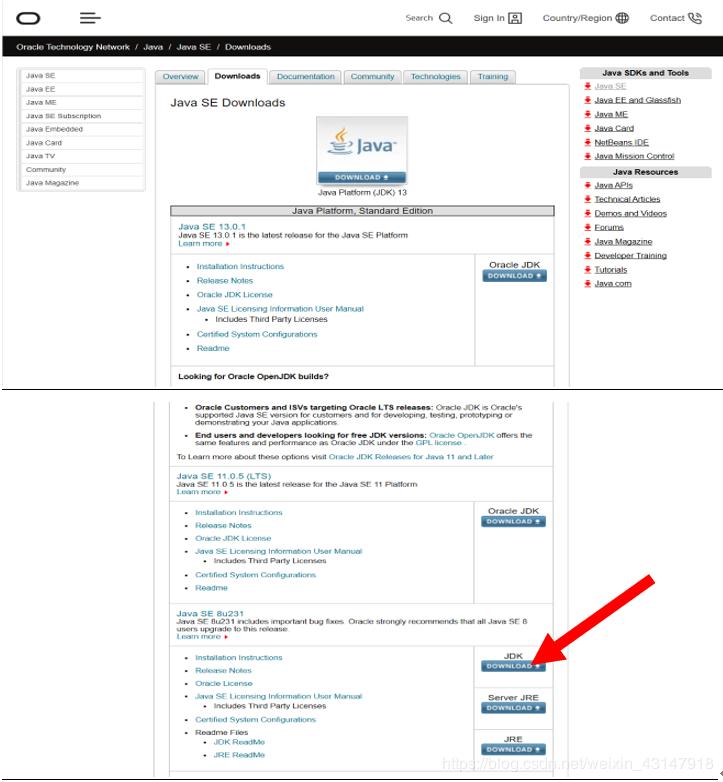 Search
Sign In
Country/Region
Contact
Oracle Technology Network / Java / Java SE / Downloads
Java SE
Java EE
Java ME
Java SE Subscription
Java Embedded
Java Card
Java TV
Community
Java Magazine
Overview
Downloads
Documentation
Community
Technologies
Training
Java SE Downloads
Java
DOWNLOAD
Java Platform (JDK) 13
Java Platform, Standard Edition
Java SE 13.0.1
Java SE 13.0 1 is the latest release for the Java SE Platform
Learn more
• Installation Instructions
• Release Notes
• Oracle JDK License
• Java SE Licensing Information User Manual
• Includes Third Party Licenses
• Certified System Configurations
• Readme
Oracle JDK
DOWNLOAD
Looking for Oracle OpenJDK builds?
Java SDKs and Tools
Java SE
Java EE and Glassfish
Java ME
Java Card
NetBeans IDE
Java Mission Control
Java Resources
Java APIs
Technical Articles
Demos and Videos
Forums
Java Magazine
Developer Training
Tutorials
Java com
• Oracle Customers and ISVs targeting Oracle LTS releases: Oracle JDK is Oracle's
supported Java SE version for customers and for developing, testing, prototyping or
demonstrating your Java applications.
• End users and developers looking for free JDK versions: Oracle OpenJDK offers the
same features and performance as Oracle JDK under the GPL license .
To Learn more about these options visit Oracle JDK Releases for Java 11 and Later
Java SE 11.0.5 (LTS)
Java SE 11.0 5 is the latest release for the Java SE 11 Platform
Learn more
• Installation Instructions
• Release Notes
• Oracle JDK License
• Java SE Licensing Information User Manual
• Includes Third Party Licenses
• Certified System Configurations
• Readme
Oracle JDK
DOWNLOAD
Java SE 8u231
Java SE 8u231 includes important bug fixes. Oracle strongly recommends that all Java SE 8
users upgrade to this release.
Learn more
• Installation Instructions
• Release Notes
• Oracle License
• Java SE Licensing Information User Manual
• Includes Third Party Licenses
• Certified System Configurations
• Readme Files
• JDK ReadMe
• JRE ReadMe
JDK
DOWNLOAD
Server JRE
DOWNLOAD
JRE
DOWNLOAD
https://blog.csdn.net/weixin_43147918